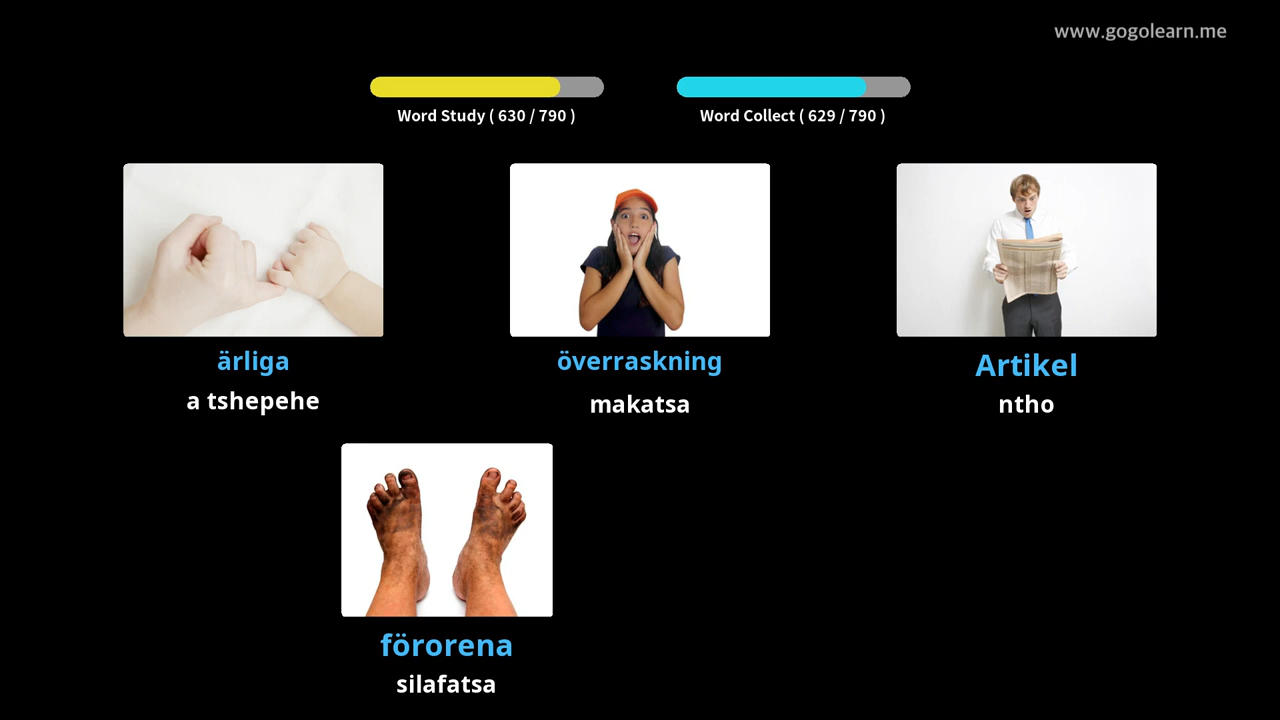 www.gogolearn.me
Word Study ( 630 / 790 )
Word Collect ( 629 / 790 )
ärliga
a tshepehe
överraskning
makatsa
Artikel
ntho
förorena
silafatsa